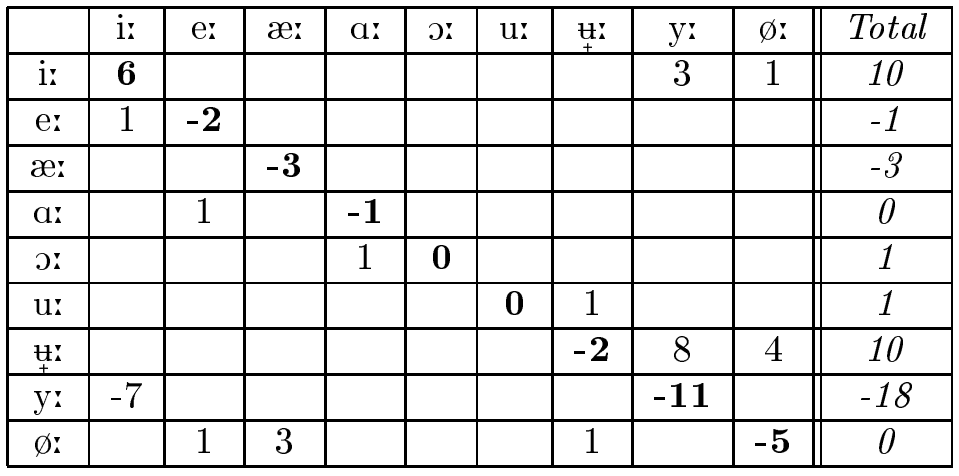 iː eː æː ɑː ɔː uː ʉ̟ː yː øː Total
iː 6 3 1 10
eː 1 -2 -1
æː -3 -3
ɑː 1 -1 0
ɔː 1 0 1
uː 0 1 1
ʉ̟ː -2 8 4 10
yː -7 -11 -18
øː 1 3 1 -5 0